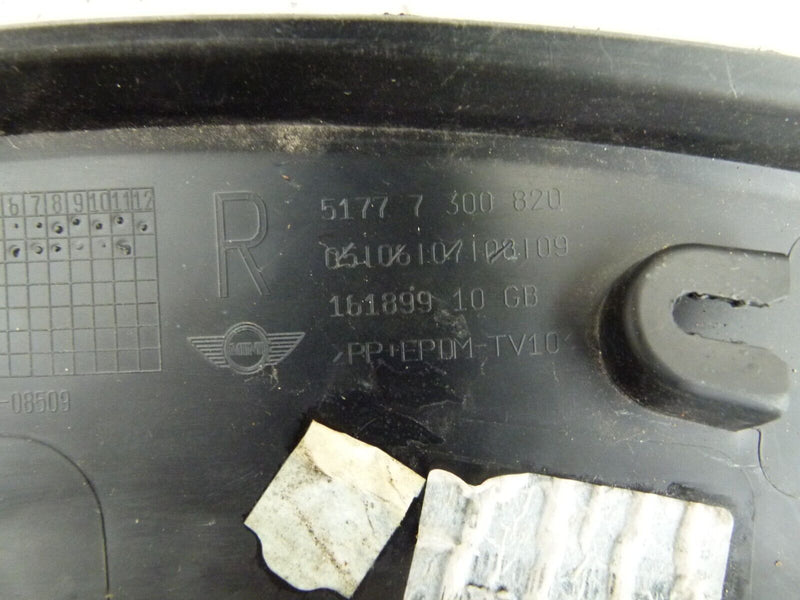 6 7 8 9 10 11 12
R
51777 7 300 820
05 | 06 | 07 | 08 | 09
161899 10 GB
MINI
>PP+EPDM-TV10<
-08509